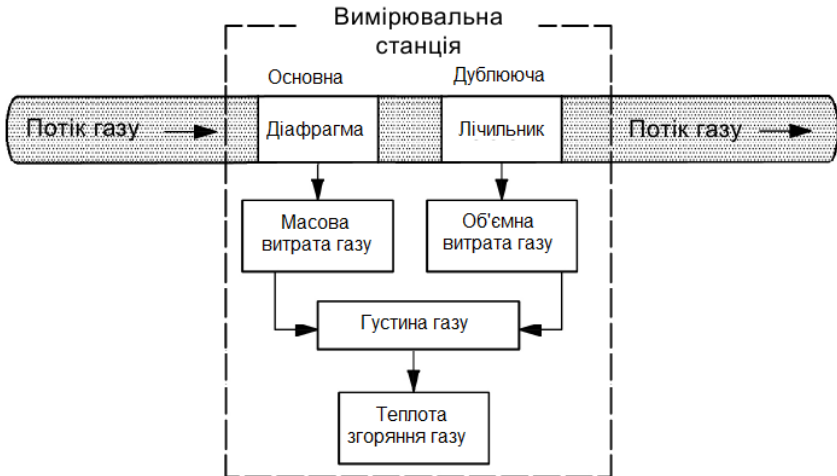 Вимірювальна
станція
Основна
Дублююча
Потік газу
Діафрагма
Лічильник
Потік газу
Масова
витрата газу
Об'ємна
витрата газу
Густина газу
Теплота
згоряння газу